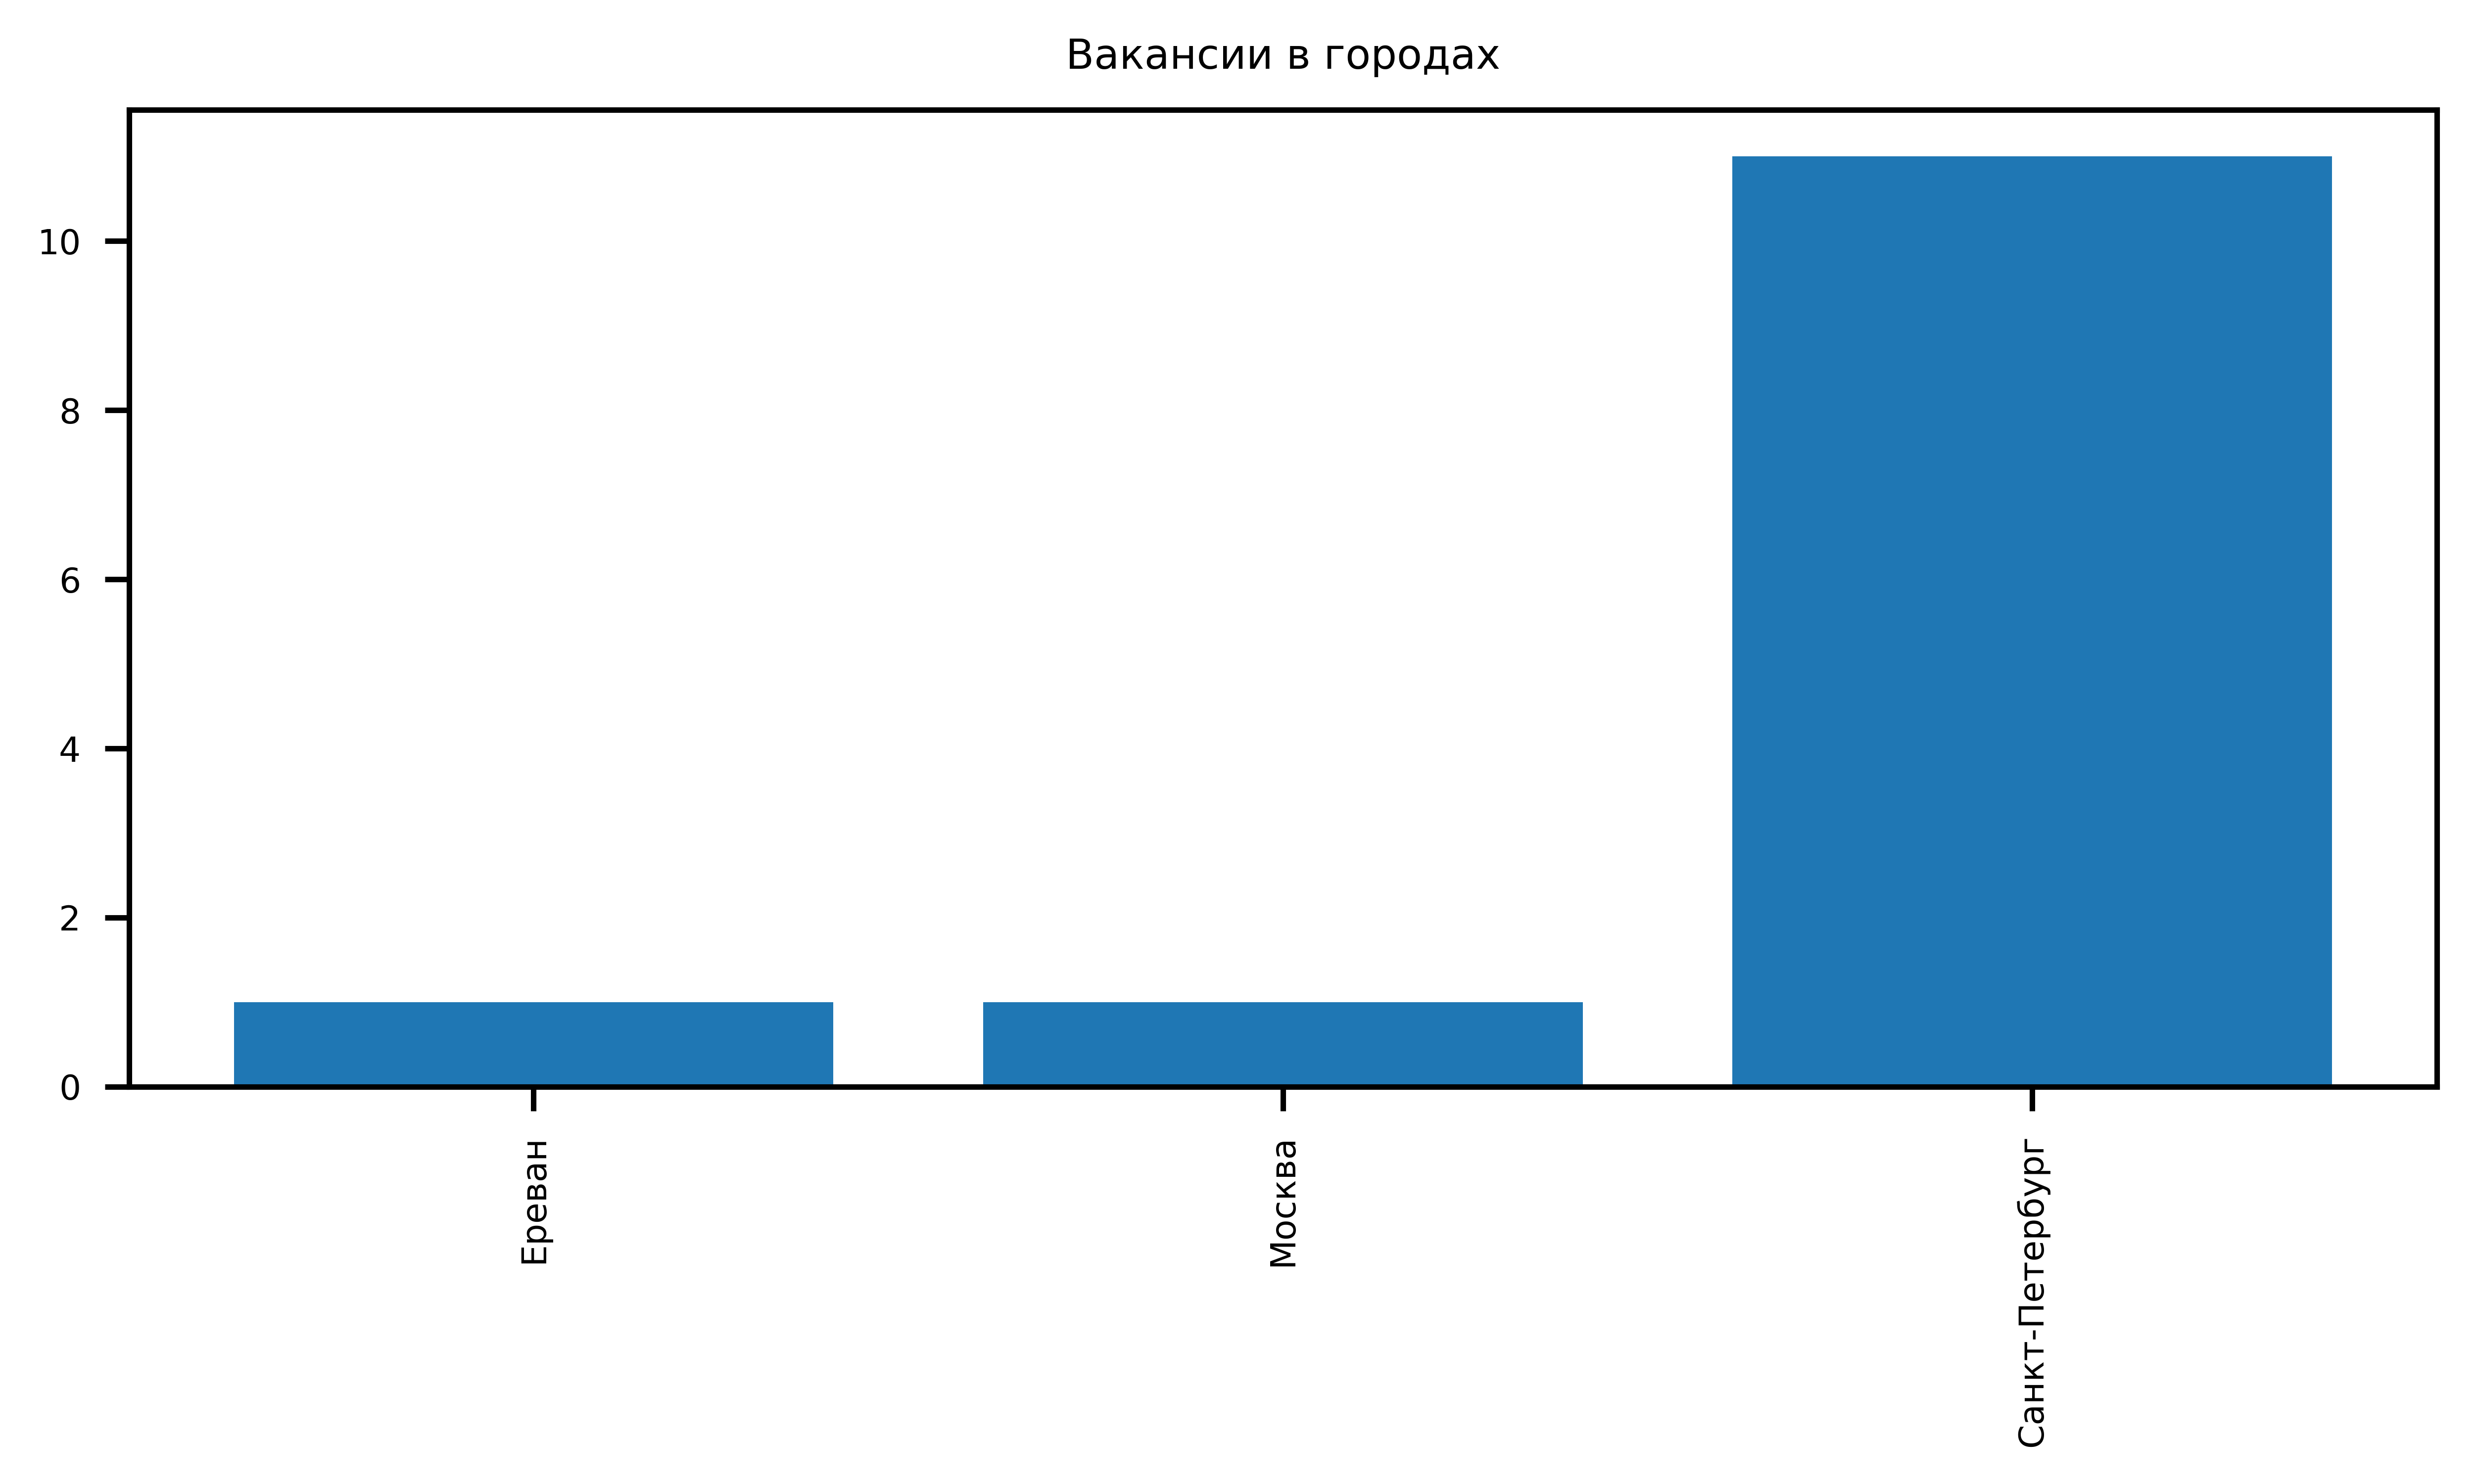 Вакансии в городах
10
8
6
4
2
0
Ереван
Москва
Санкт-Петербург